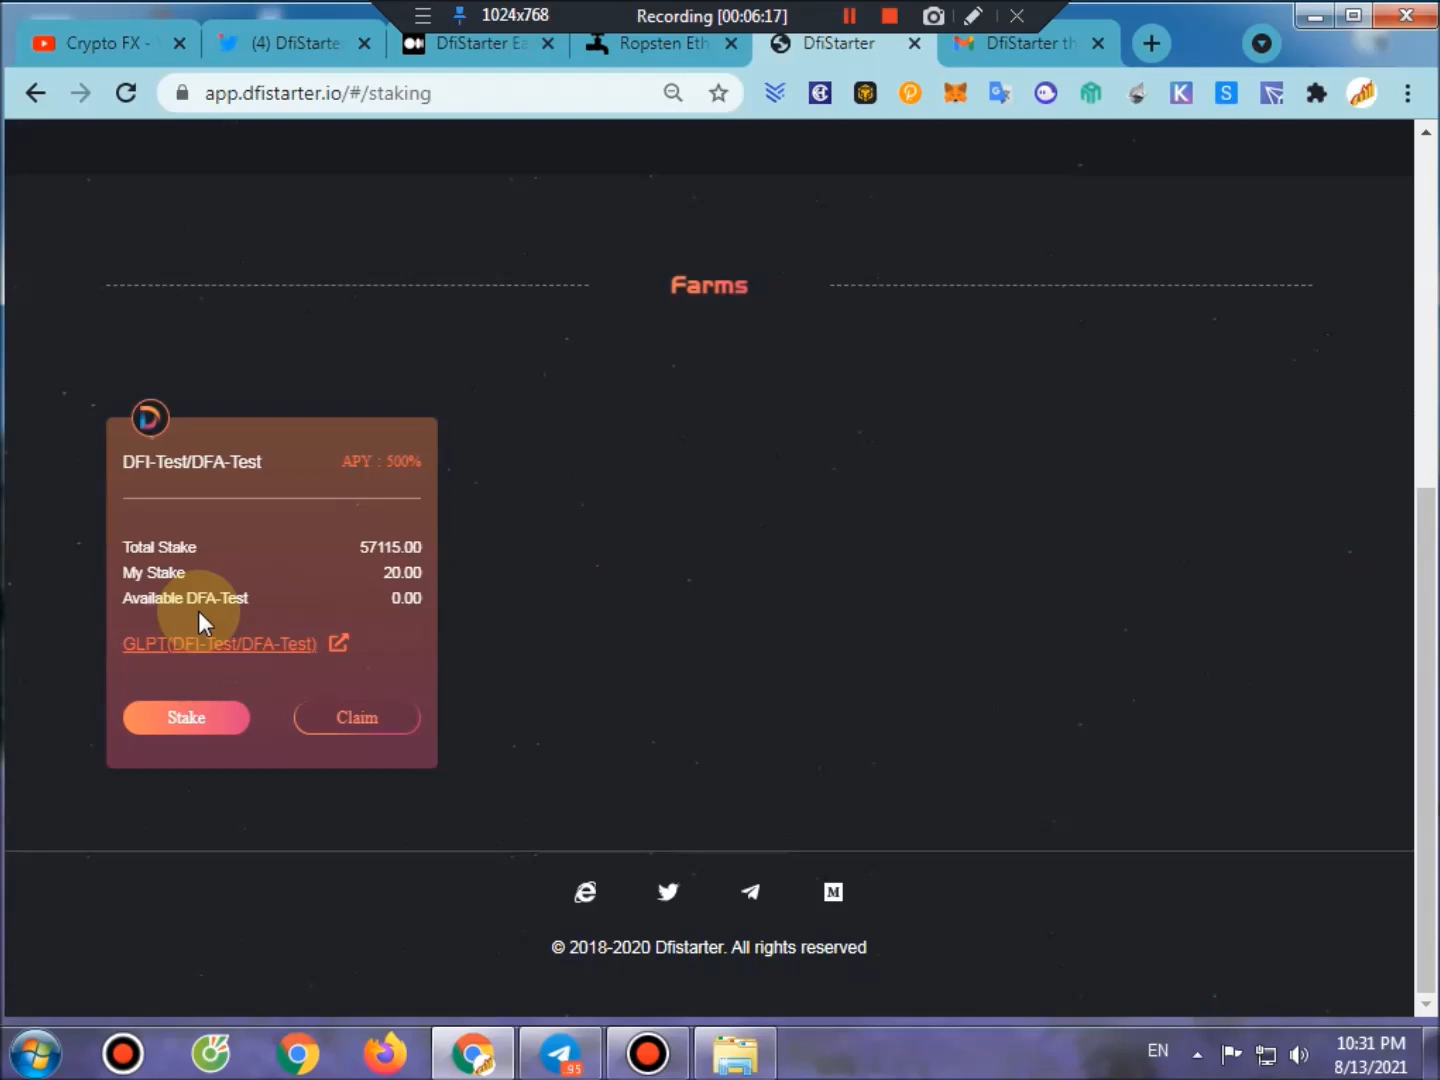 1024x768
Recording [00:06:17]
Crypto FX -
(4) DfiStarte
DfiStarter Ea
Ropsten Eth
DfiStarter
DfiStarter th
app.dfistarter.io/#/staking
Farms
DFI-Test/DFA-Test
APY : 500%
Total Stake
57115.00
My Stake
20.00
Available DFA-Test
0.00
GLPT(DFI-Test/DFA-Test)
Stake
Claim
© 2018-2020 Dfistarter. All rights reserved
.95
EN
10:31 PM
8/13/2021